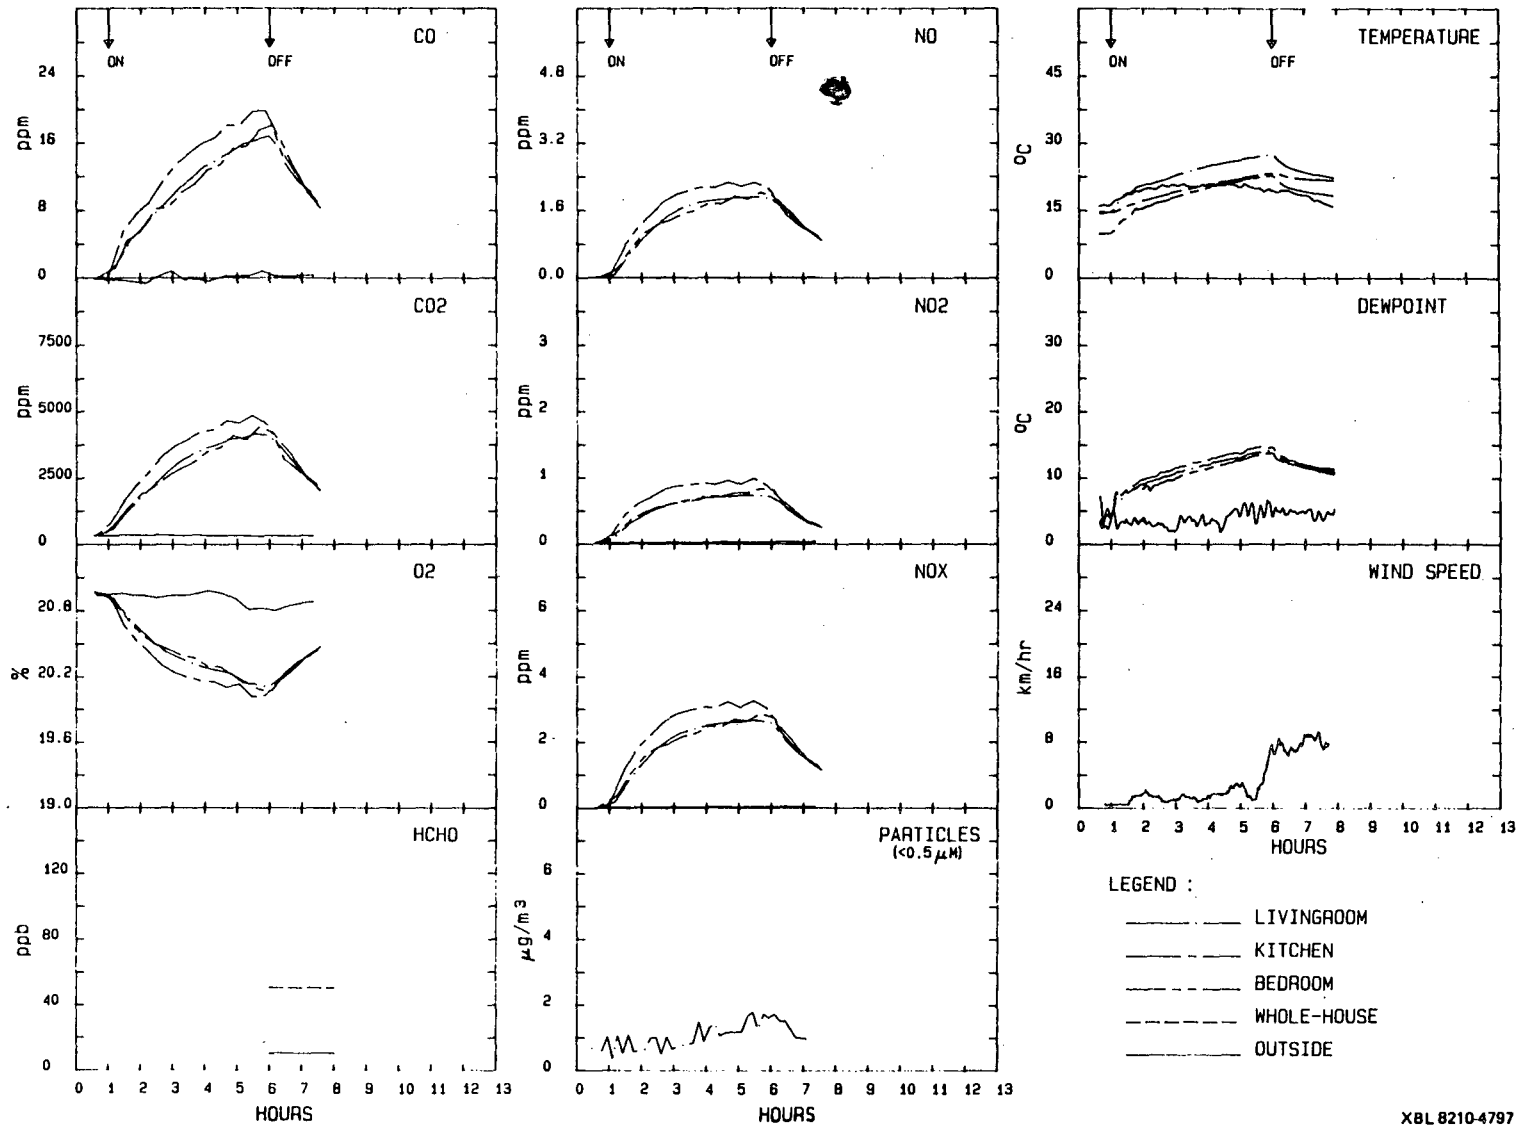 CO
ON
OFF
ppm
24
16
8
0
CO2
ppm
7500
5000
2500
0
O2
%
20.8
20.2
19.6
19.0
HCHO
ppb
120
80
40
0
0 1 2 3 4 5 6 7 8 9 10 11 12 13
HOURS
NO
ON
OFF
ppm
4.8
3.2
1.6
0.0
NO2
ppm
3
2
1
0
NOX
ppm
6
4
2
0
PARTICLES
(<0.5 μM)
μg/m3
6
4
2
0
0 1 2 3 4 5 6 7 8 9 10 11 12 13
HOURS
TEMPERATURE
ON
OFF
°C
45
30
15
0
DEWPOINT
°C
30
20
10
0
WIND SPEED
km/hr
24
16
8
0
0 1 2 3 4 5 6 7 8 9 10 11 12 13
HOURS
LEGEND :
LIVINGROOM
KITCHEN
BEDROOM
WHOLE-HOUSE
OUTSIDE
XBL 8210-4797